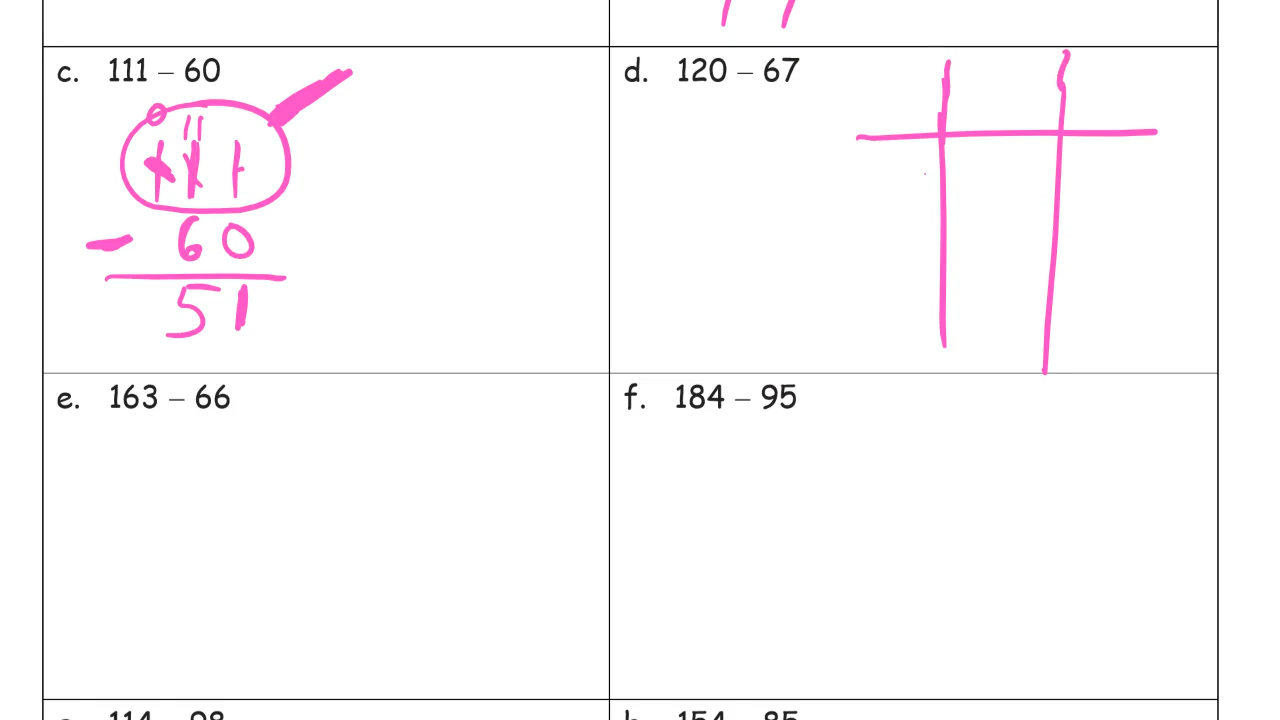 c. 111 – 60
0
11
111
- 60
51
d. 120 – 67
e. 163 – 66
f. 184 – 95